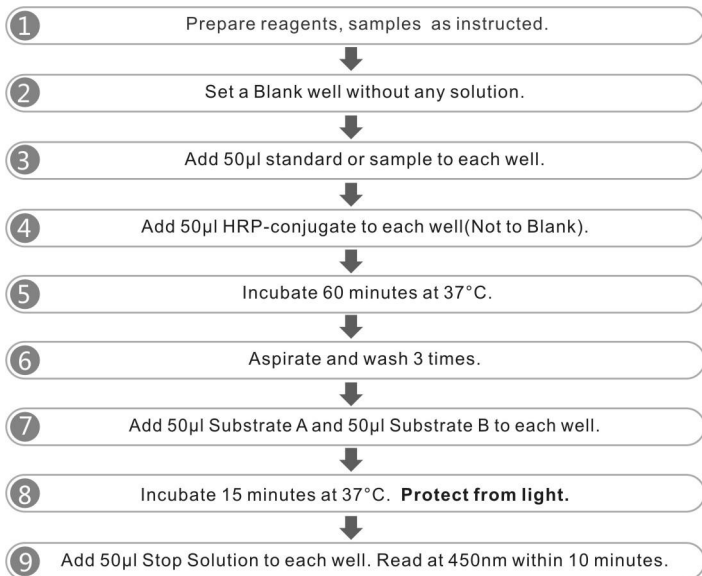 1 Prepare reagents, samples as instructed.
2 Set a Blank well without any solution.
3 Add 50μl standard or sample to each well.
4 Add 50μl HRP-conjugate to each well(Not to Blank).
5 Incubate 60 minutes at 37°C.
6 Aspirate and wash 3 times.
7 Add 50μl Substrate A and 50μl Substrate B to each well.
8 Incubate 15 minutes at 37°C. Protect from light.
9 Add 50μl Stop Solution to each well. Read at 450nm within 10 minutes.